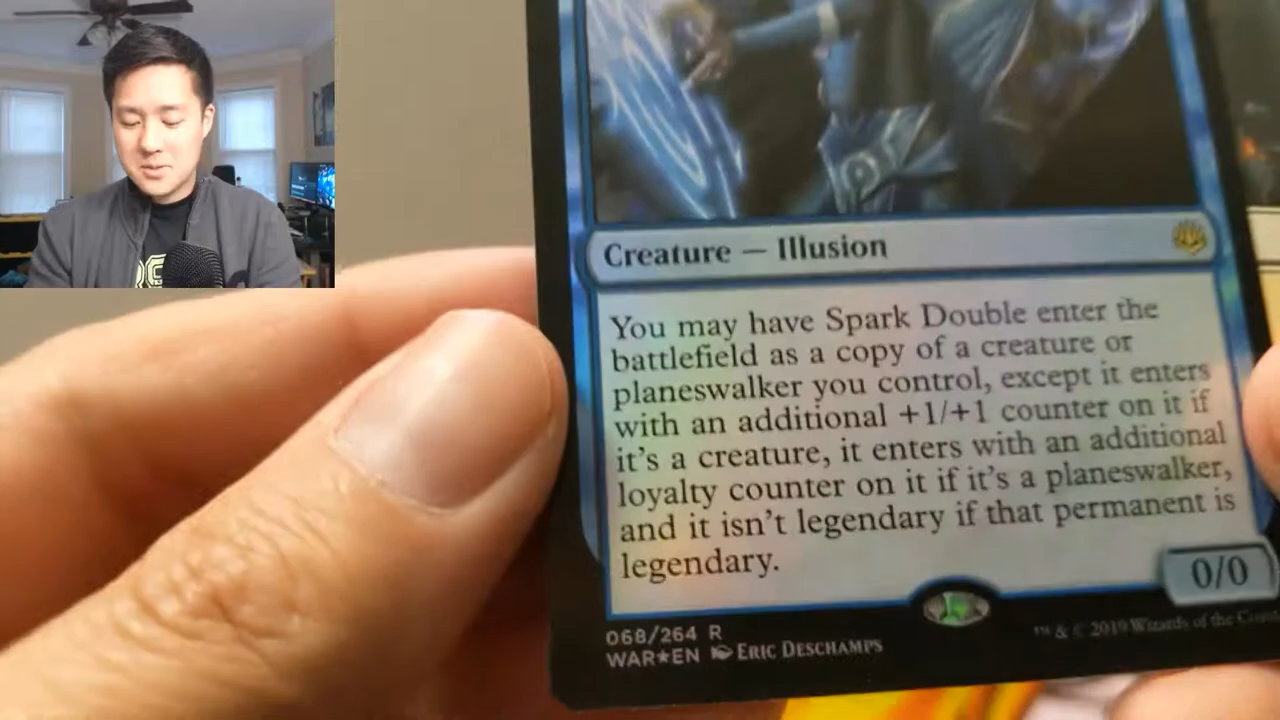 Creature — Illusion
You may have Spark Double enter the
battlefield as a copy of a creature or
planeswalker you control, except it enters
with an additional +1/+1 counter on it if
it's a creature, it enters with an additional
loyalty counter on it if it's a planeswalker,
and it isn't legendary if that permanent is
legendary.
0/0
068/264 R
WAR★EN ERIC DESCHAMPS
™ & © 2019 Wizards of the